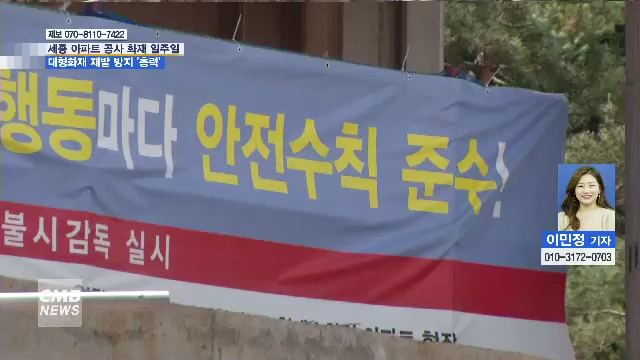 제보 070-8110-7422
세종 아파트 공사 화재 일주일
대형화재 재발 방지 '총력'
행동마다 안전수칙 준수!
불시감독 실시
이민정 기자
010-3172-0703
CMB
NEWS